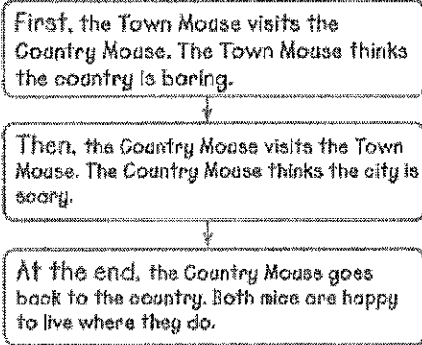 First, the Town Mouse visits the
Country Mouse. The Town Mouse thinks
the country is boring.
Then, the Country Mouse visits the Town
Mouse. The Country Mouse thinks the city is
scary.
At the end, the Country Mouse goes
back to the country. Both mice are happy
to live where they do.